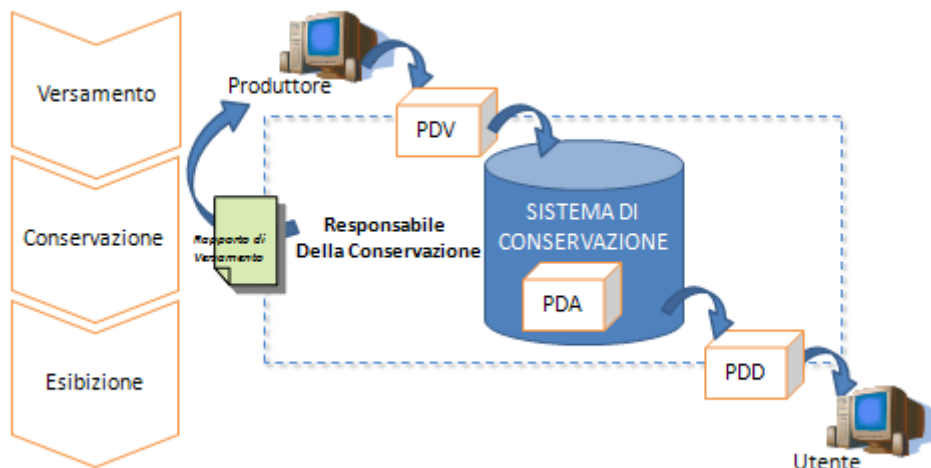 Versamento
Conservazione
Esibizione
Produttore
PDV
Rapporto di
Versamento
Responsabile
Della Conservazione
SISTEMA DI
CONSERVAZIONE
PDA
PDD
Utente